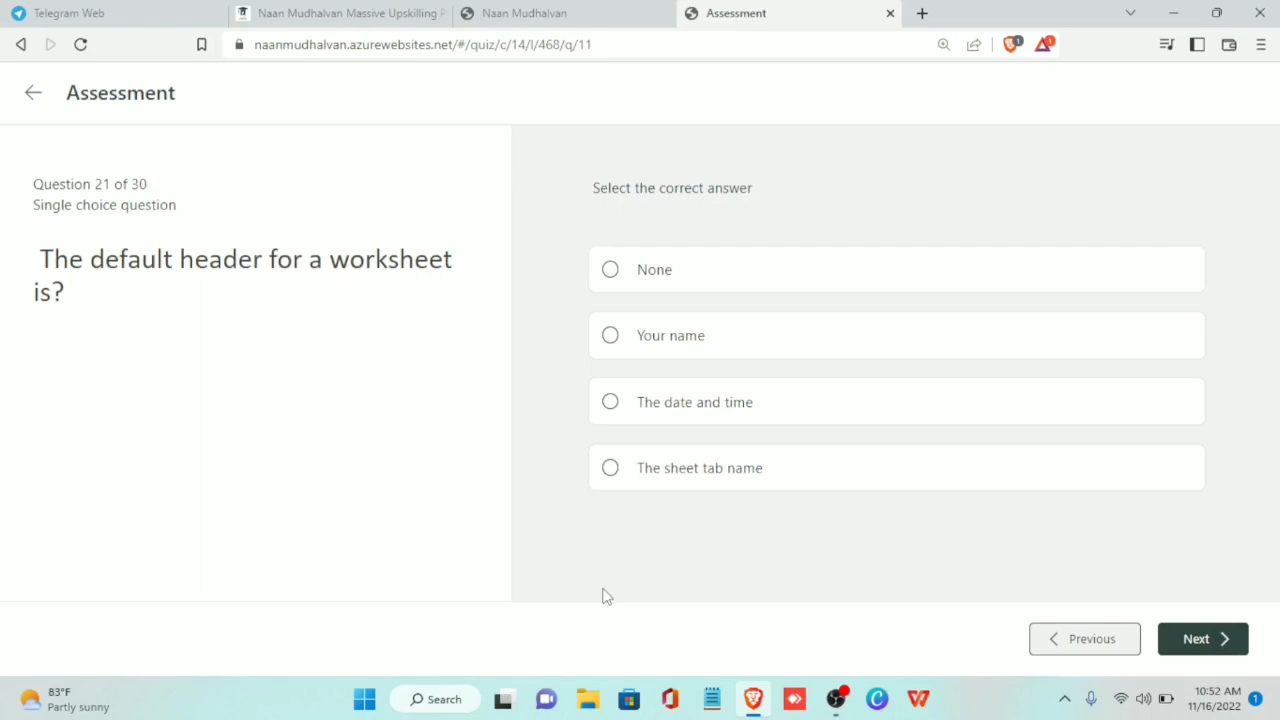 Telegram Web
Naan Mudhalvan Massive Upskilling P
Naan Mudhalvan
Assessment
naanmudhalvan.azurewebsites.net/#/quiz/c/14/l/468/q/11
1
1
Assessment
Question 21 of 30
Single choice question
The default header for a worksheet
is?
Select the correct answer
None
Your name
The date and time
The sheet tab name
Previous
Next
83°F
Partly sunny
Search
10:52 AM
11/16/2022
1